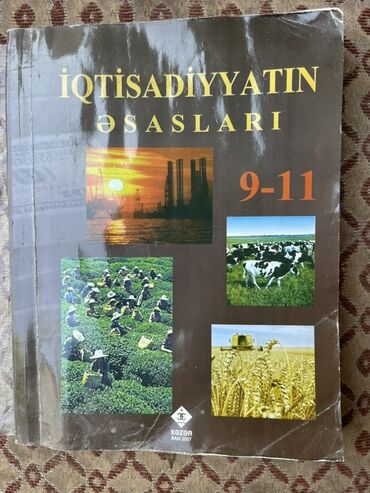 İQTİSADİYYATIN
ƏSASLARI
9-11
XƏZƏR
BAKI 2007